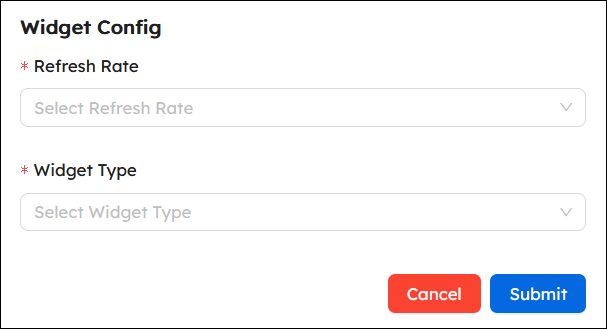 Widget Config
* Refresh Rate
Select Refresh Rate
* Widget Type
Select Widget Type
Cancel Submit